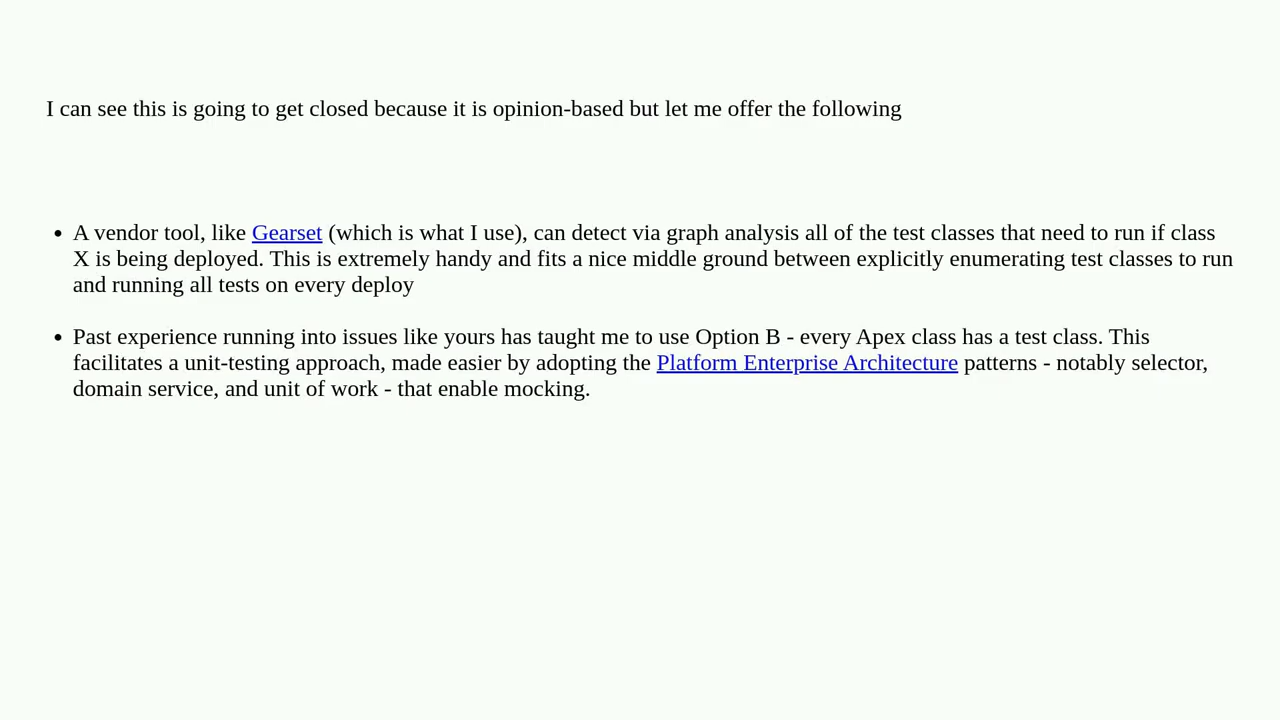 I can see this is going to get closed because it is opinion-based but let me offer the following
• A vendor tool, like Gearset (which is what I use), can detect via graph analysis all of the test classes that need to run if class
X is being deployed. This is extremely handy and fits a nice middle ground between explicitly enumerating test classes to run
and running all tests on every deploy
• Past experience running into issues like yours has taught me to use Option B - every Apex class has a test class. This
facilitates a unit-testing approach, made easier by adopting the Platform Enterprise Architecture patterns - notably selector,
domain service, and unit of work - that enable mocking.